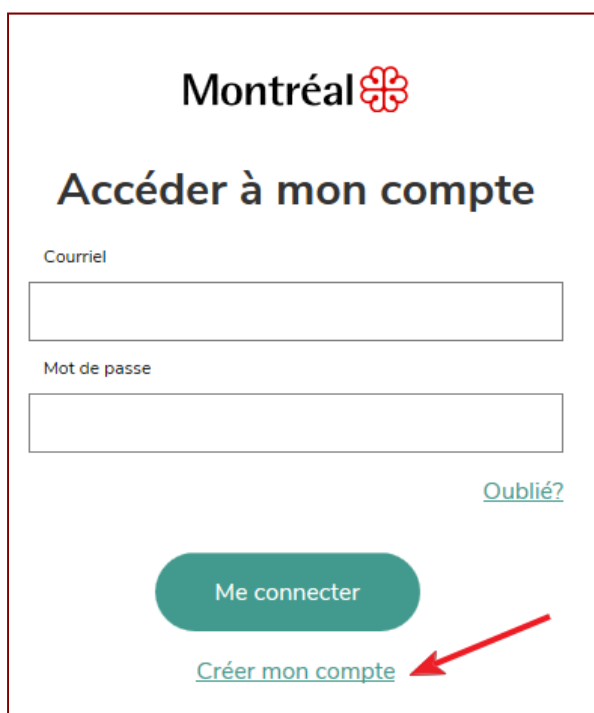 Montréal
Accéder à mon compte
Courriel
Mot de passe
Oublié?
Me connecter
Créer mon compte